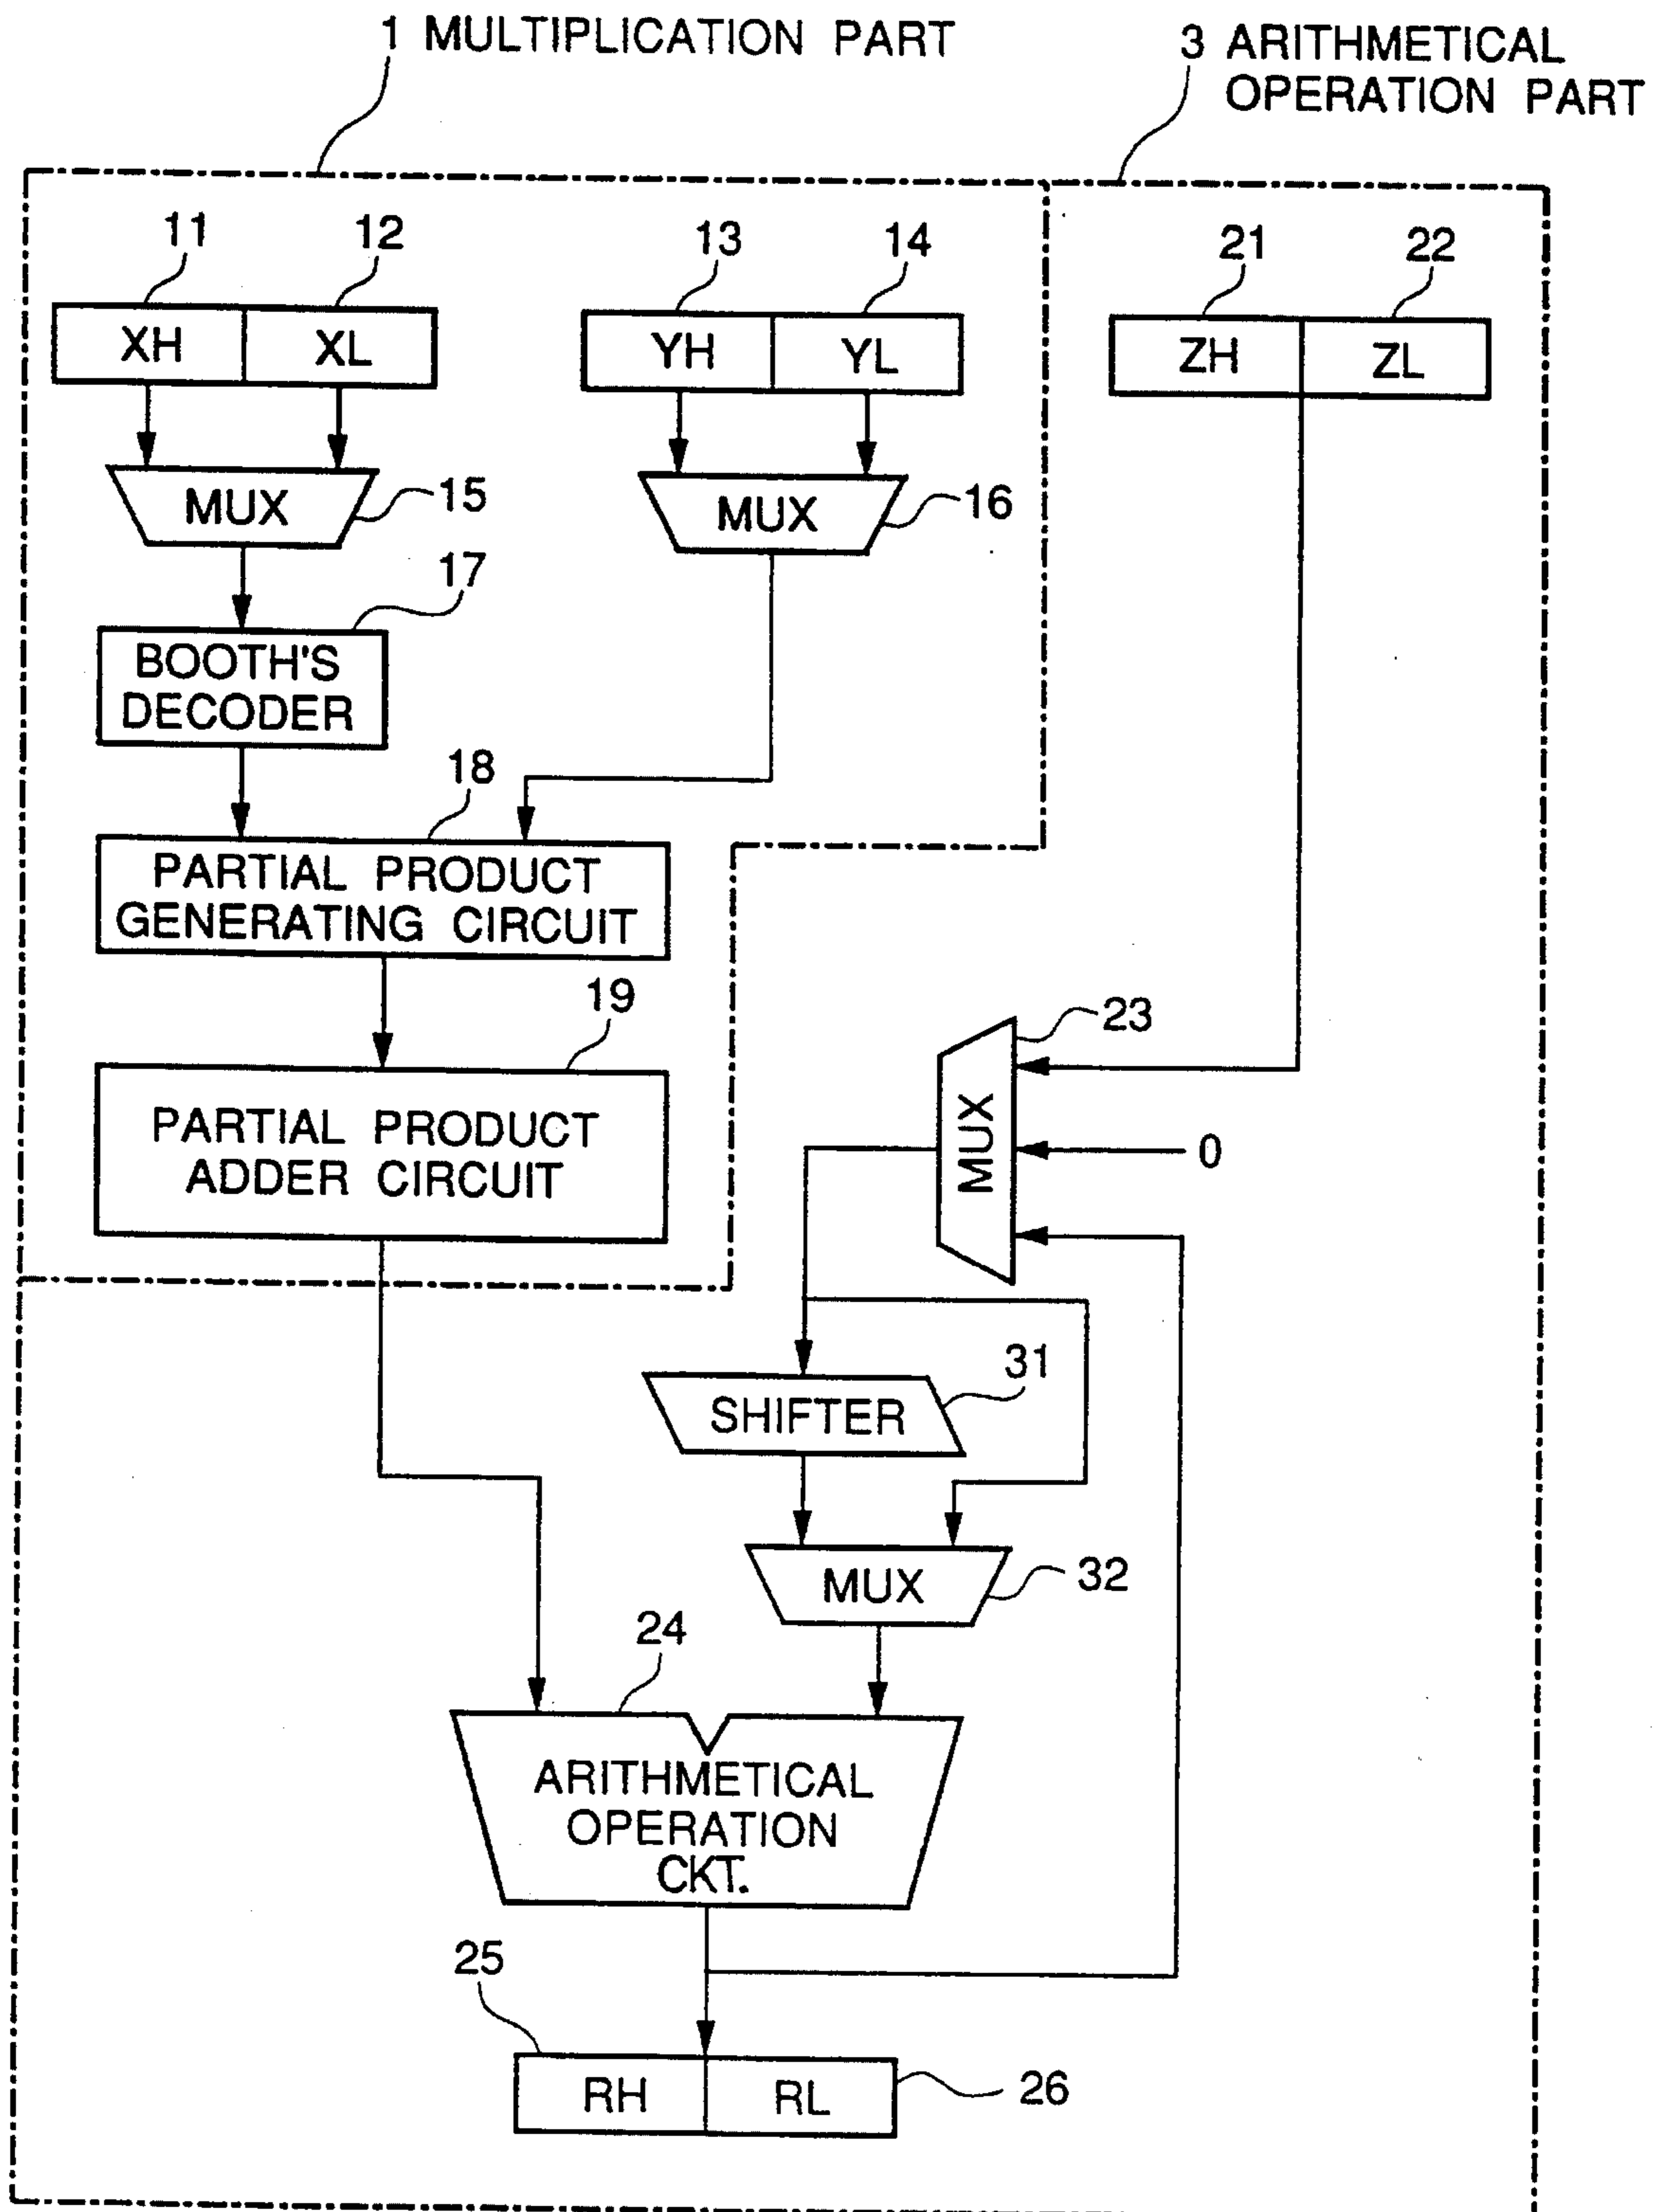 1 MULTIPLICATION PART
3 ARITHMETICAL
OPERATION PART
11
12
13
14
21
22
XH
XL
YH
YL
ZH
ZL
MUX
15
MUX
16
17
BOOTH'S
DECODER
18
PARTIAL PRODUCT
GENERATING CIRCUIT
19
PARTIAL PRODUCT
ADDER CIRCUIT
23
MUX
0
31
SHIFTER
MUX
32
24
ARITHMETICAL
OPERATION
CKT.
25
RH
RL
26